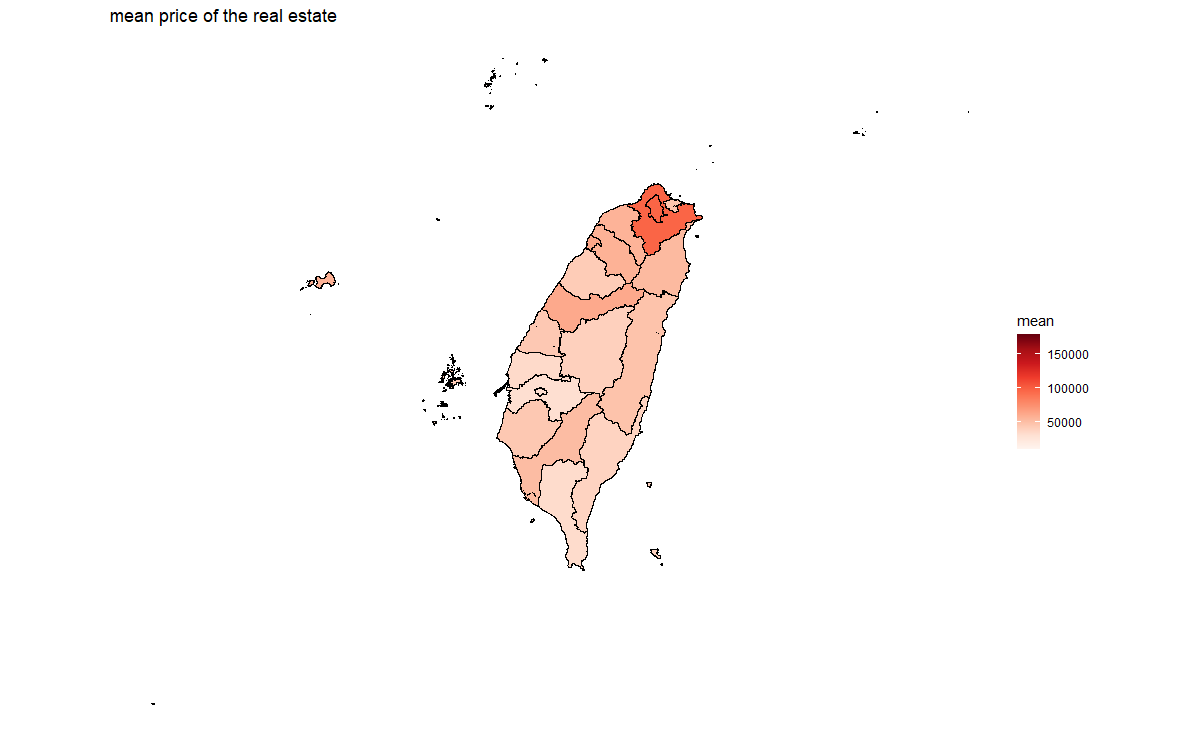 mean price of the real estate
mean
150000
100000
50000